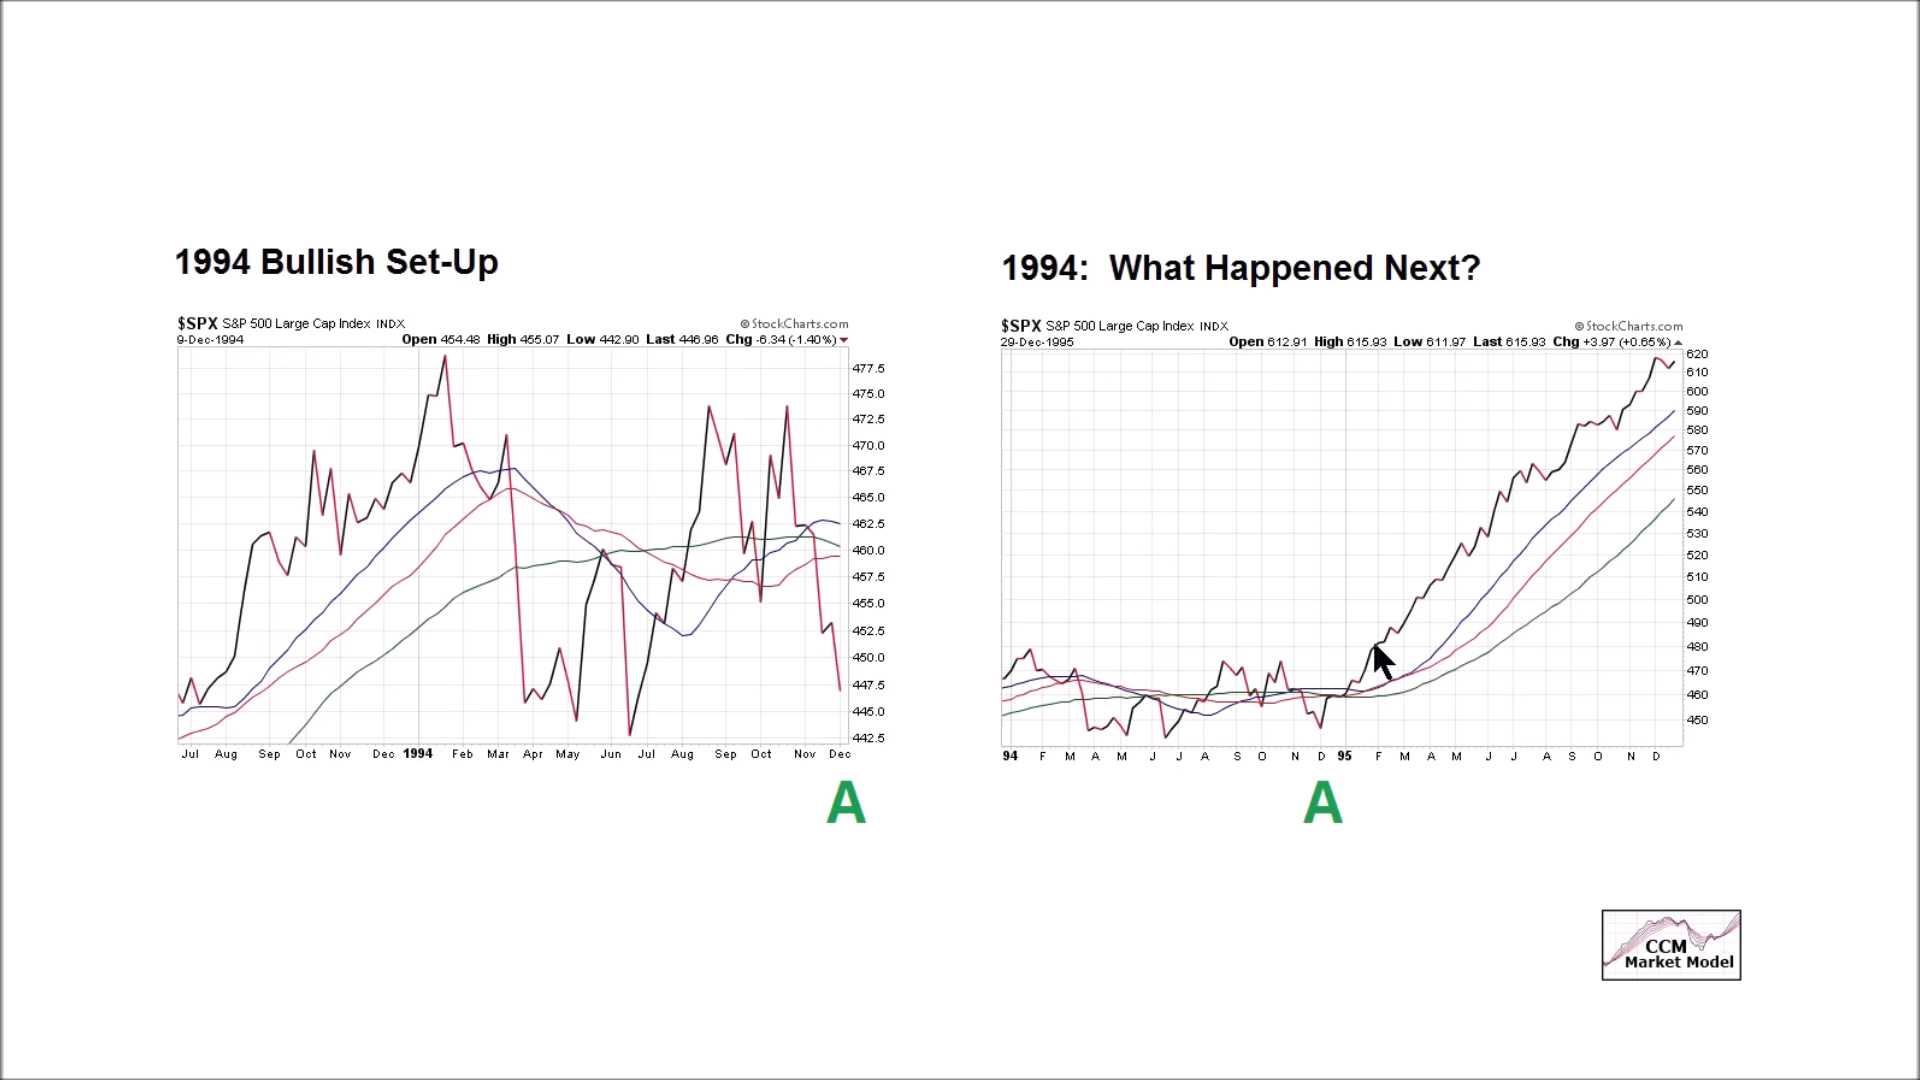 1994 Bullish Set-Up
$SPX S&P 500 Large Cap Index INDX
© StockCharts.com
9-Dec-1994
Open 454.48 High 455.07 Low 442.90 Last 446.96 Chg -6.34 (-1.40%)
477.5
475.0
472.5
470.0
467.5
465.0
462.5
460.0
457.5
455.0
452.5
450.0
447.5
445.0
442.5
Jul Aug Sep Oct Nov Dec 1994 Feb Mar Apr May Jun Jul Aug Sep Oct Nov Dec
A
1994: What Happened Next?
$SPX S&P 500 Large Cap Index INDX
© StockCharts.com
29-Dec-1995
Open 612.91 High 615.93 Low 611.97 Last 615.93 Chg +3.97 (+0.65%)
620
610
600
590
580
570
560
550
540
530
520
510
500
490
480
470
460
450
94 F M A M J J A S O N D 95 F M A M J J A S O N D
A
CCM
Market Model